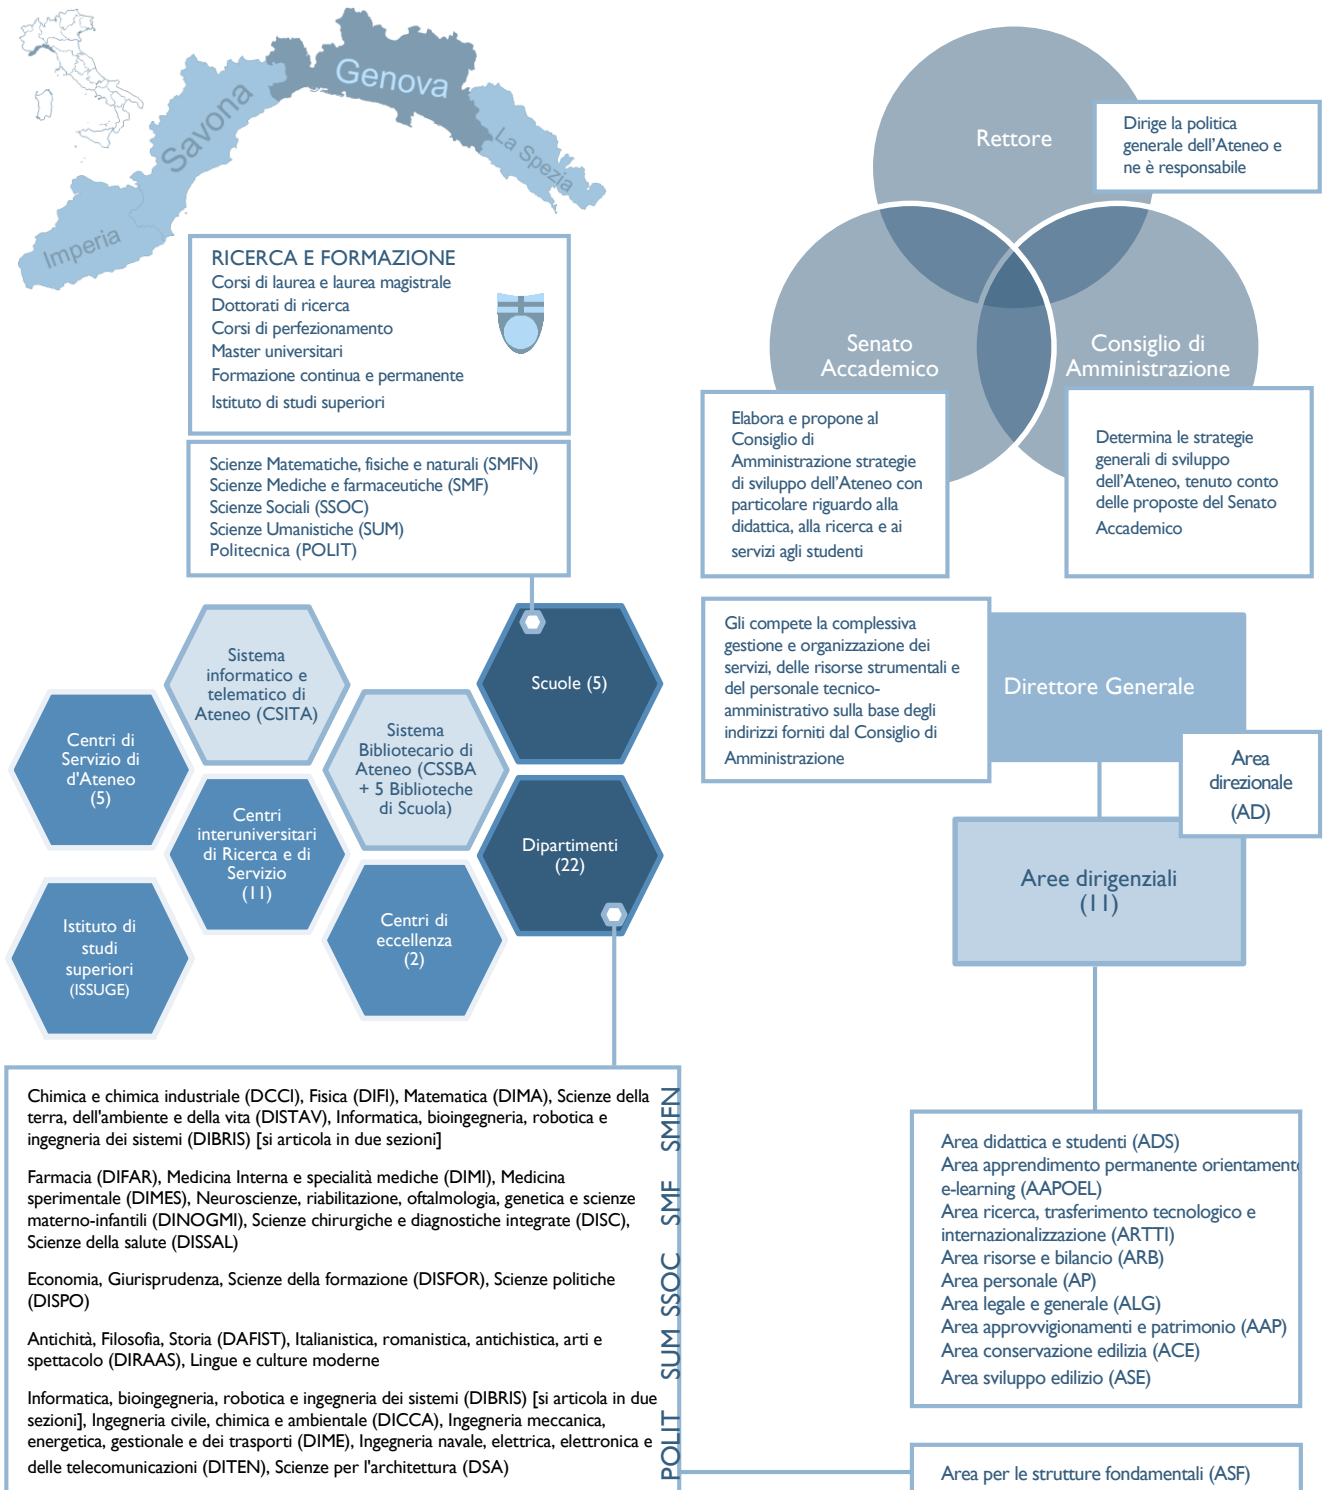 Genova
Savona
La Spezia
Imperia
RICERCA E FORMAZIONE
Corsi di laurea e laurea magistrale
Dottorati di ricerca
Corsi di perfezionamento
Master universitari
Formazione continua e permanente
Istituto di studi superiori
Scienze Matematiche, fisiche e naturali (SMFN)
Scienze Mediche e farmaceutiche (SMF)
Scienze Sociali (SSOC)
Scienze Umanistiche (SUM)
Politecnica (POLIT)
Rettore
Dirige la politica
generale dell'Ateneo e
ne è responsabile
Senato
Accademico
Consiglio di
Amministrazione
Elabora e propone al
Consiglio di
Amministrazione strategie
di sviluppo dell'Ateneo con
particolare riguardo alla
didattica, alla ricerca e ai
servizi agli studenti
Determina le strategie
generali di sviluppo
dell'Ateneo, tenuto conto
delle proposte del Senato
Accademico
Gli compete la complessiva
gestione e organizzazione dei
servizi, delle risorse strumentali e
del personale tecnico-
amministrativo sulla base degli
indirizzi forniti dal Consiglio di
Amministrazione
Direttore Generale
Area
direzionale
(AD)
Aree dirigenziali
(11)
Sistema
informatico e
telematico di
Ateneo (CSITA)
Scuole (5)
Centri di
Servizio di
d'Ateneo
(5)
Sistema
Bibliotecario di
Ateneo (CSSBA
+ 5 Biblioteche
di Scuola)
Centri
interuniversitari
di Ricerca e di
Servizio
(11)
Dipartimenti
(22)
Istituto di
studi
superiori
(ISSUGE)
Centri di
eccellenza
(2)
Chimica e chimica industriale (DCCI), Fisica (DIFI), Matematica (DIMA), Scienze della
terra, dell'ambiente e della vita (DISTAV), Informatica, bioingegneria, robotica e
ingegneria dei sistemi (DIBRIS) [si articola in due sezioni]
SMFN
Farmacia (DIFAR), Medicina Interna e specialità mediche (DIMI), Medicina
sperimentale (DIMES), Neuroscienze, riabilitazione, oftalmologia, genetica e scienze
materno-infantili (DINOGMI), Scienze chirurgiche e diagnostiche integrate (DISC),
Scienze della salute (DISSAL)
SMF
Economia, Giurisprudenza, Scienze della formazione (DISFOR), Scienze politiche
(DISPO)
SSOC
Antichità, Filosofia, Storia (DAFIST), Italianistica, romanistica, antichistica, arti e
spettacolo (DIRAAS), Lingue e culture moderne
SUM
Informatica, bioingegneria, robotica e ingegneria dei sistemi (DIBRIS) [si articola in due
sezioni], Ingegneria civile, chimica e ambientale (DICCA), Ingegneria meccanica,
energetica, gestionale e dei trasporti (DIME), Ingegneria navale, elettrica, elettronica e
delle telecomunicazioni (DITEN), Scienze per l'architettura (DSA)
POLIT
Area didattica e studenti (ADS)
Area apprendimento permanente orientamento
e-learning (AAPOEL)
Area ricerca, trasferimento tecnologico e
internazionalizzazione (ARTTI)
Area risorse e bilancio (ARB)
Area personale (AP)
Area legale e generale (ALG)
Area approvvigionamenti e patrimonio (AAP)
Area conservazione edilizia (ACE)
Area sviluppo edilizio (ASE)
Area per le strutture fondamentali (ASF)